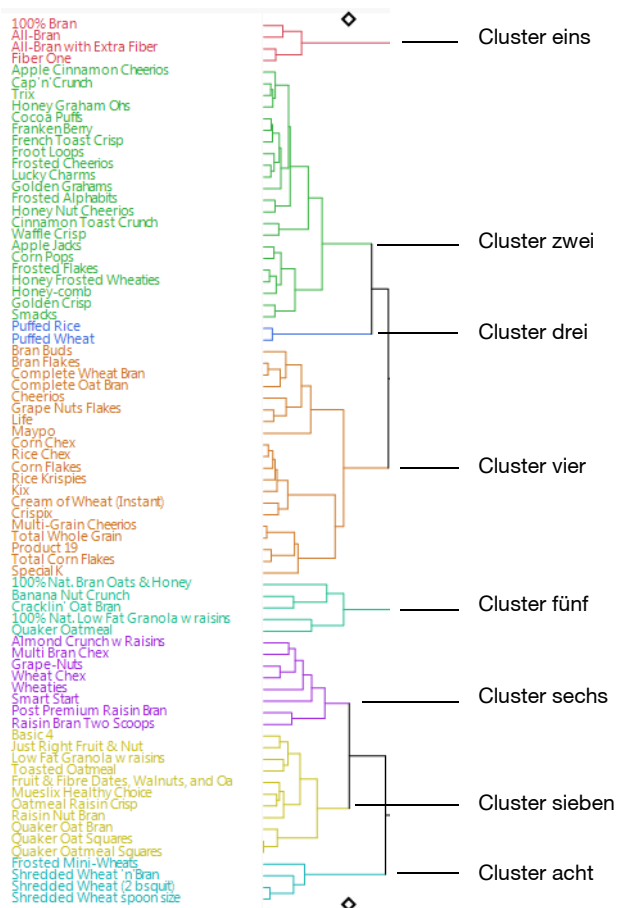 100% Bran
All-Bran
All-Bran with Extra Fiber
Fiber One
Apple Cinnamon Cheerios
Cap'n'Crunch
Trix
Honey Graham Ohs
Cocoa Puffs
FrankenBerry
French Toast Crisp
Froot Loops
Frosted Cheerios
Lucky Charms
Golden Grahams
Frosted Alphabits
Honey Nut Cheerios
Cinnamon Toast Crunch
Waffle Crisp
Apple Jacks
Corn Pops
Frosted Flakes
Honey Frosted Wheaties
Honey-comb
Golden Crisp
Smacks
Puffed Rice
Puffed Wheat
Bran Buds
Bran Flakes
Complete Wheat Bran
Complete Oat Bran
Cheerios
Grape Nuts Flakes
Life
Maypo
Corn Chex
Rice Chex
Corn Flakes
Rice Krispies
Kix
Cream of Wheat (Instant)
Crispix
Multi-Grain Cheerios
Total Whole Grain
Product 19
Total Corn Flakes
Special K
100% Nat. Bran Oats & Honey
Banana Nut Crunch
Cracklin' Oat Bran
100% Nat. Low Fat Granola w raisins
Quaker Oatmeal
Almond Crunch w Raisins
Multi Bran Chex
Grape-Nuts
Wheat Chex
Wheaties
Smart Start
Post Premium Raisin Bran
Raisin Bran Two Scoops
Basic 4
Just Right Fruit & Nut
Low Fat Granola w raisins
Toasted Oatmeal
Fruit & Fibre Dates, Walnuts, and Oa
Mueslix Healthy Choice
Oatmeal Raisin Crisp
Raisin Nut Bran
Quaker Oat Bran
Quaker Oat Squares
Quaker Oatmeal Squares
Frosted Mini-Wheats
Shredded Wheat 'n'Bran
Shredded Wheat (2 bsquit)
Shredded Wheat spoon size
Cluster eins
Cluster zwei
Cluster drei
Cluster vier
Cluster fünf
Cluster sechs
Cluster sieben
Cluster acht